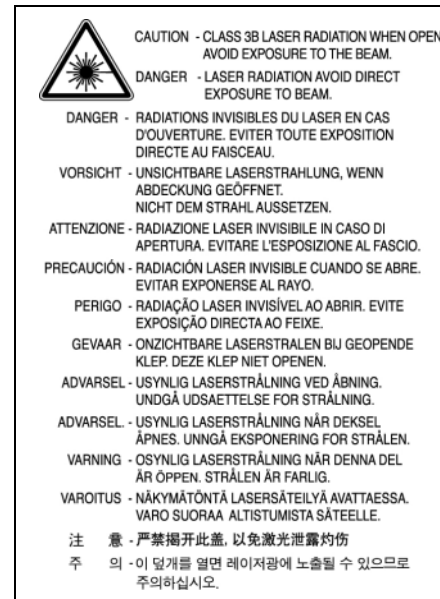 CAUTION - CLASS 3B LASER RADIATION WHEN OPEN
AVOID EXPOSURE TO THE BEAM.
DANGER - LASER RADIATION AVOID DIRECT
EXPOSURE TO BEAM.
DANGER - RADIATIONS INVISIBLES DU LASER EN CAS
D'OUVERTURE. EVITER TOUTE EXPOSITION
DIRECTE AU FAISCEAU.
VORSICHT - UNSICHTBARE LASERSTRAHLUNG, WENN
ABDECKUNG GEÖFFNET.
NICHT DEM STRAHL AUSSETZEN.
ATTENZIONE - RADIAZIONE LASER INVISIBILE IN CASO DI
APERTURA. EVITARE L'ESPOSIZIONE AL FASCIO.
PRECAUCIÓN - RADIACIÓN LASER INVISIBLE CUANDO SE ABRE.
EVITAR EXPONERSE AL RAYO.
PERIGO - RADIAÇÃO LASER INVISÍVEL AO ABRIR. EVITE
EXPOSIÇÃO DIRECTA AO FEIXE.
GEVAAR - ONZICHTBARE LASERSTRALEN BIJ GEOPENDE
KLEP. DEZE KLEP NIET OPENEN.
ADVARSEL - USYNLIG LASERSTRÅLNING VED ÅBNING.
UNDGÅ UDSAETTELSE FOR STRÅLNING.
ADVARSEL. - USYNLIG LASERSTRÅLNING NÅR DEKSEL
ÅPNES. UNNGÅ EKSPONERING FOR STRÅLEN.
VARNING - OSYNLIG LASERSTRÅLNING NÄR DENNA DEL
ÄR ÖPPEN. STRÅLEN ÄR FARLIG.
VAROITUS - NÄKYMÄTÖNTÄ LASERSÄTEILYÄ AVATTAESSA.
VARO SUORAA ALTISTUMISTA SÄTEELLE.
注 意 - 严禁揭开此盖, 以免激光泄露灼伤
주 의 - 이 덮개를 열면 레이저광에 노출될 수 있으므로
주의하십시오.